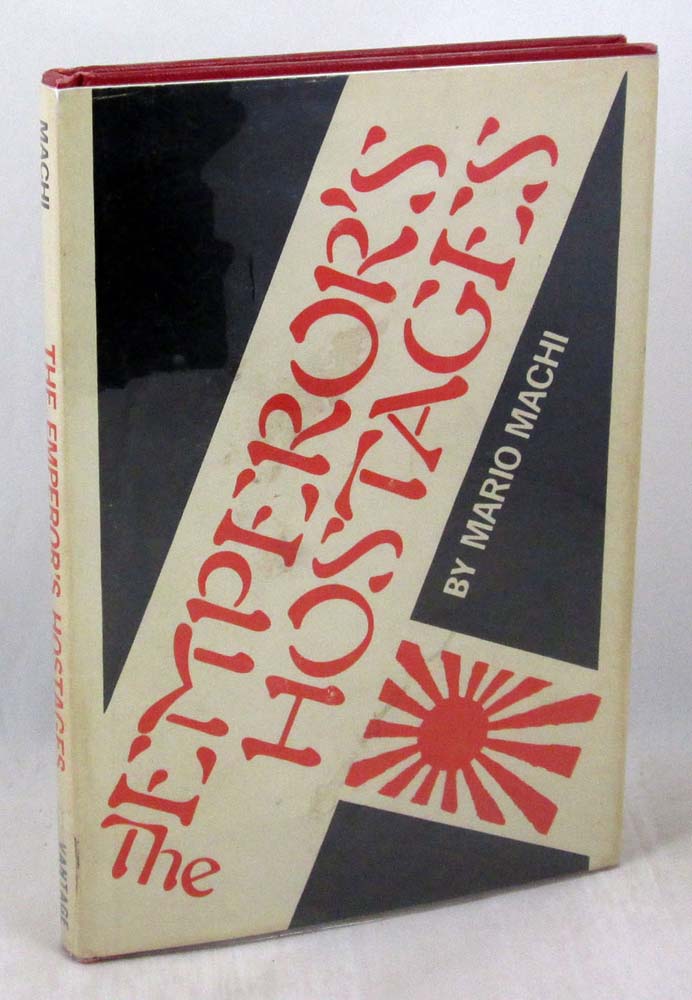 The
EMPEROR'S
HOSTAGES
BY MARIO MACHI
MACHI
THE EMPEROR'S HOSTAGES
VANTAGE